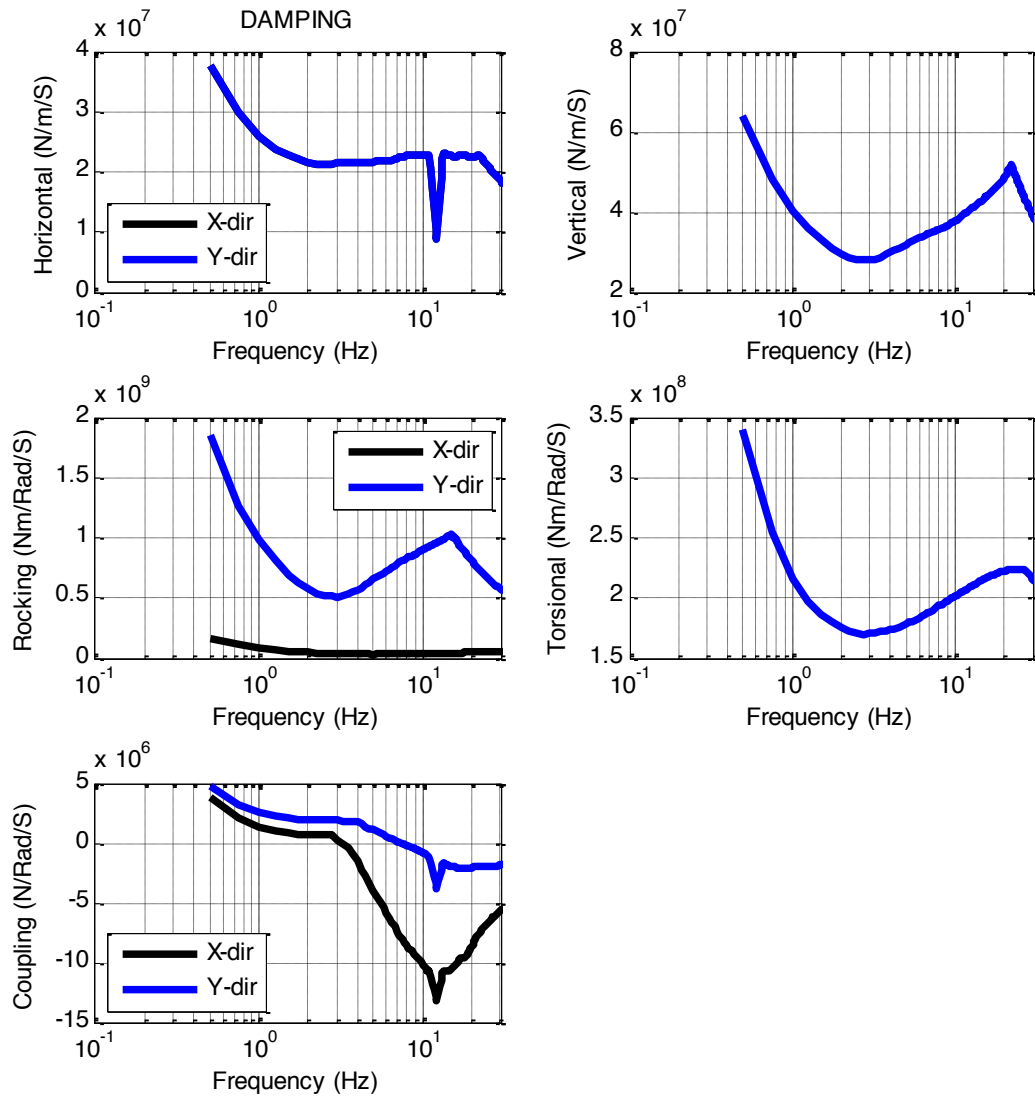 DAMPING
x 10^7
4
3
2
1
0
Horizontal (N/m/S)
X-dir
Y-dir
10^-1 10^0 10^1
Frequency (Hz)
x 10^7
8
6
4
2
Vertical (N/m/S)
10^-1 10^0 10^1
Frequency (Hz)
x 10^9
2
1.5
1
0.5
0
Rocking (Nm/Rad/S)
X-dir
Y-dir
10^-1 10^0 10^1
Frequency (Hz)
x 10^8
3.5
3
2.5
2
1.5
Torsional (Nm/Rad/S)
10^-1 10^0 10^1
Frequency (Hz)
x 10^6
5
0
-5
-10
-15
Coupling (N/Rad/S)
X-dir
Y-dir
10^-1 10^0 10^1
Frequency (Hz)